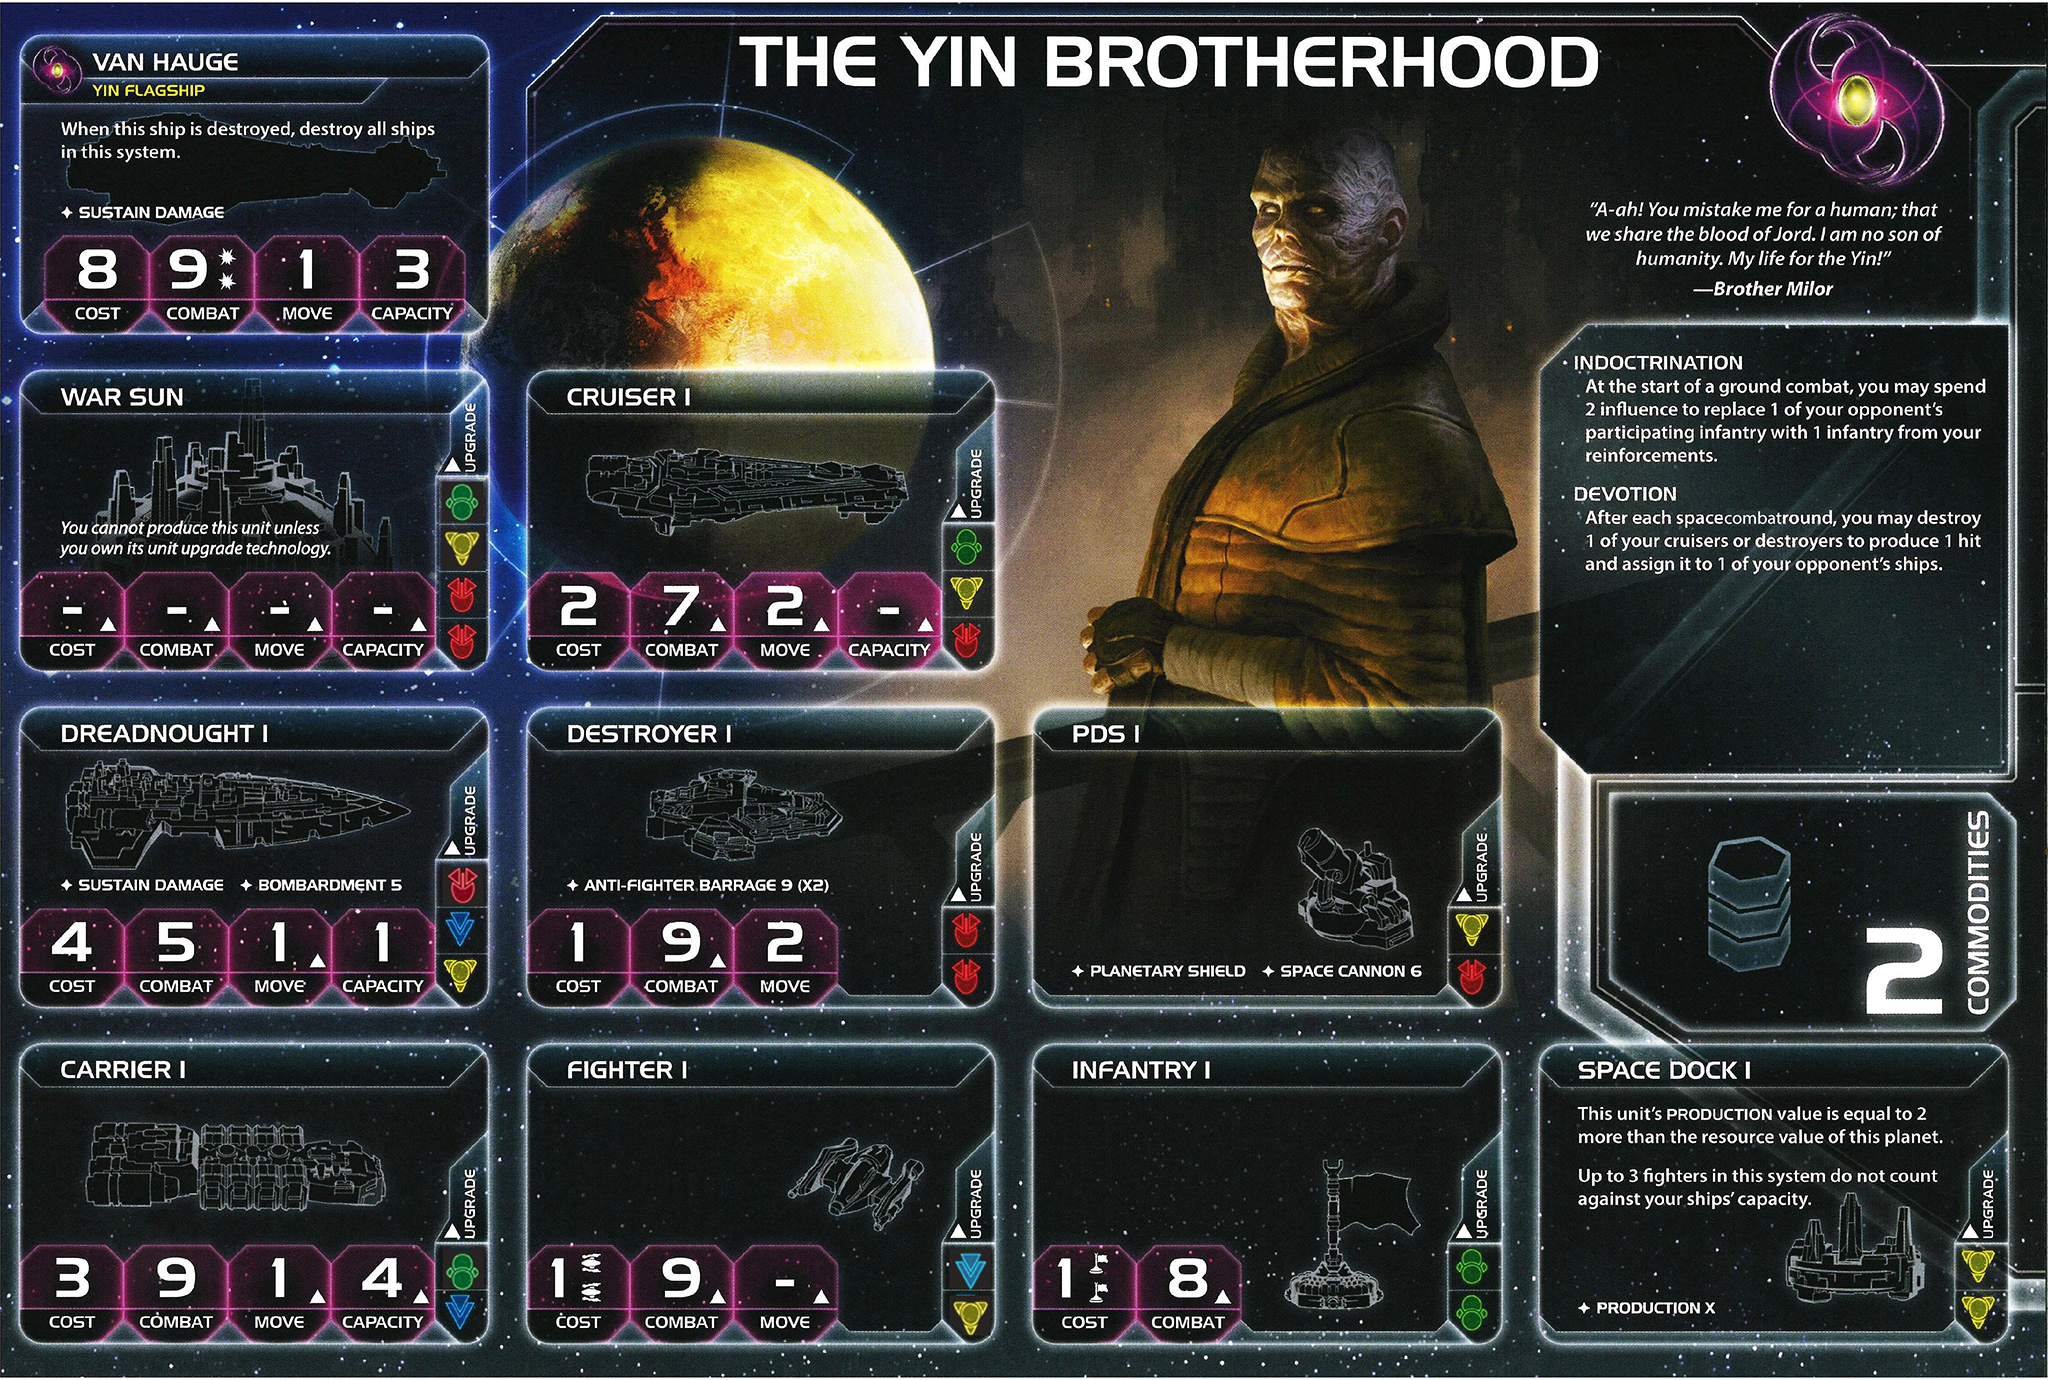 THE YIN BROTHERHOOD
VAN HAUGE
YIN FLAGSHIP
When this ship is destroyed, destroy all ships
in this system.
SUSTAIN DAMAGE
8 9 1 3
COST COMBAT MOVE CAPACITY
“A-ah! You mistake me for a human; that
we share the blood of Jord. I am no son of
humanity. My life for the Yin!”
—Brother Milor
WAR SUN
UPGRADE
You cannot produce this unit unless
you own its unit upgrade technology.
- - - -
COST COMBAT MOVE CAPACITY
CRUISER I
UPGRADE
2 7 2 -
COST COMBAT MOVE CAPACITY
INDOCTRINATION
At the start of a ground combat, you may spend
2 influence to replace 1 of your opponent’s
participating infantry with 1 infantry from your
reinforcements.
DEVOTION
After each spacecombatround, you may destroy
1 of your cruisers or destroyers to produce 1 hit
and assign it to 1 of your opponent’s ships.
DREADNOUGHT I
UPGRADE
SUSTAIN DAMAGE BOMBARDMENT 5
4 5 1 1
COST COMBAT MOVE CAPACITY
DESTROYER I
UPGRADE
ANTI-FIGHTER BARRAGE 9 (X2)
1 9 2
COST COMBAT MOVE
PDS I
UPGRADE
PLANETARY SHIELD SPACE CANNON 6
2
COMMODITIES
CARRIER I
UPGRADE
3 9 1 4
COST COMBAT MOVE CAPACITY
FIGHTER I
UPGRADE
1 9 -
COST COMBAT MOVE
INFANTRY I
UPGRADE
1 8
COST COMBAT
SPACE DOCK I
This unit’s PRODUCTION value is equal to 2
more than the resource value of this planet.
Up to 3 fighters in this system do not count
against your ships’ capacity.
UPGRADE
PRODUCTION X